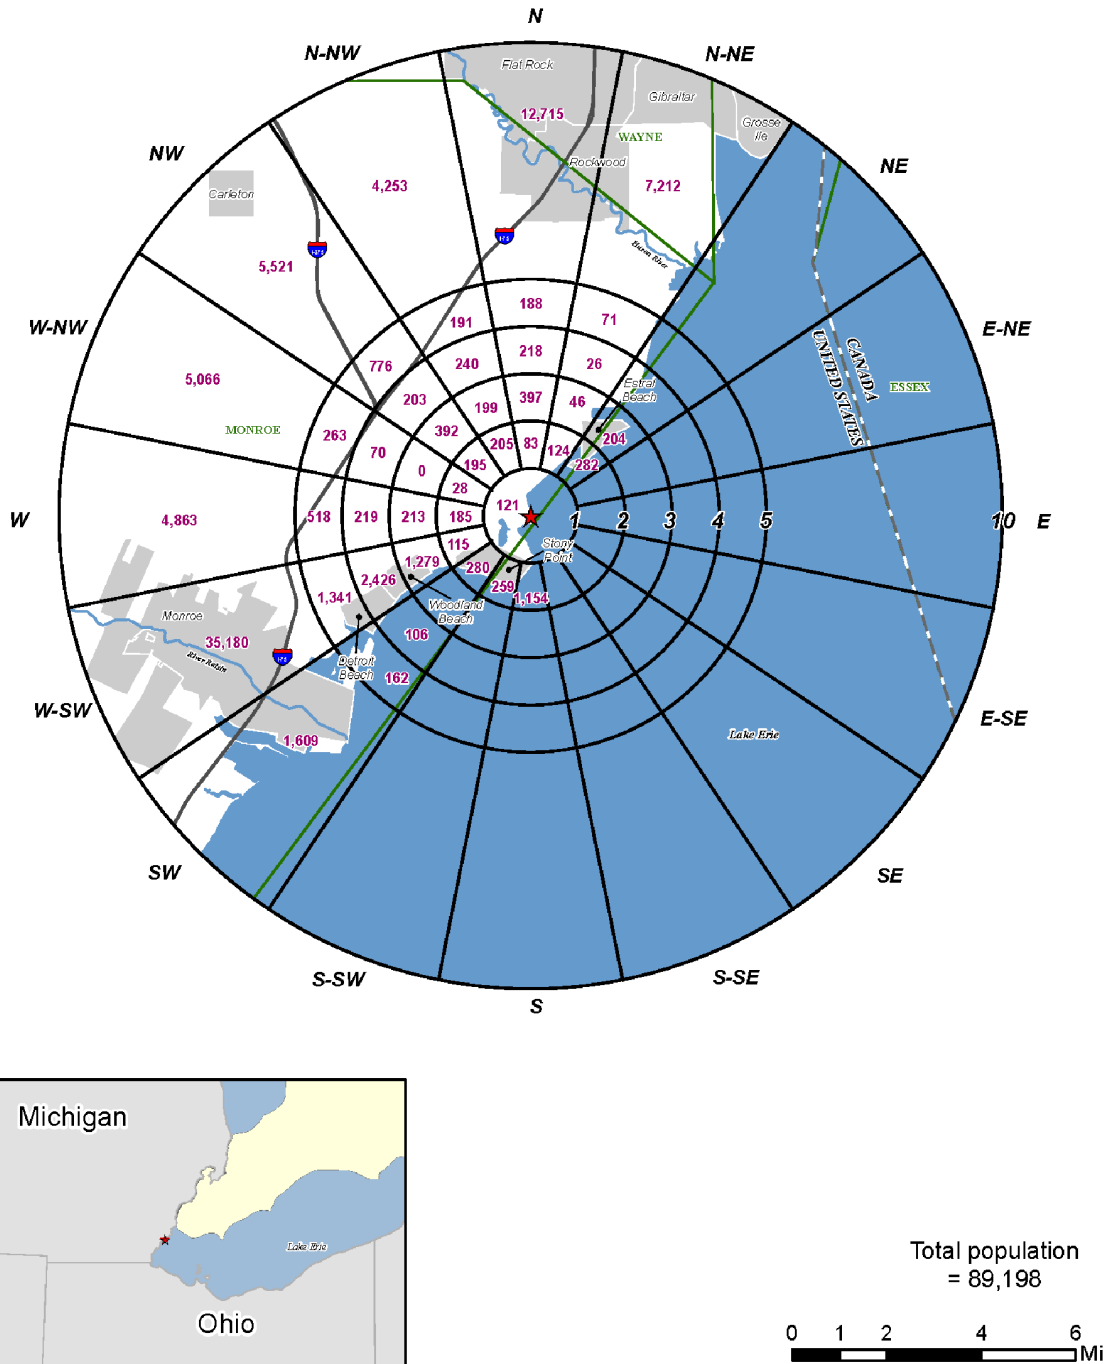 N
N-NW
N-NE
Flat Rock
Gibraltar
Grosse
Ile
12,715
WAYNE
NW
Rockwood
NE
4,253
7,212
Carleton
I-75
I-275
Huron River
5,521
188
191
71
W-NW
E-NE
CANADA
UNITED STATES
218
776
240
26
5,066
ESSEX
Estral
Beach
203
397
199
46
MONROE
263
392
204
70
205
83
124
195
282
0
28
121
W
4,863
518
219
213
185
1
2
3
4
5
10
E
115
Stony
Point
1,279
280
2,426
259
1,154
1,341
Woodland
Beach
Monroe
35,180
106
River Raisin
I-75
Detroit
Beach
162
W-SW
E-SE
1,609
Lake Erie
SW
SE
S-SW
S-SE
S
Michigan
Lake Erie
Ohio
Total population
= 89,198
0 1 2 4 6
Mi